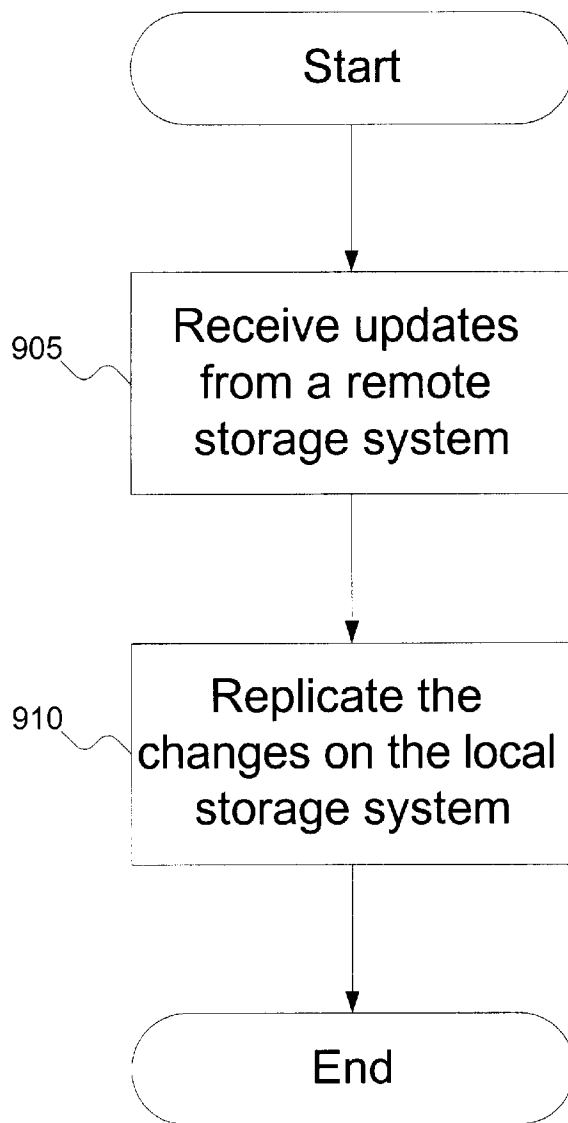 Start
905
Receive updates
from a remote
storage system
910
Replicate the
changes on the local
storage system
End